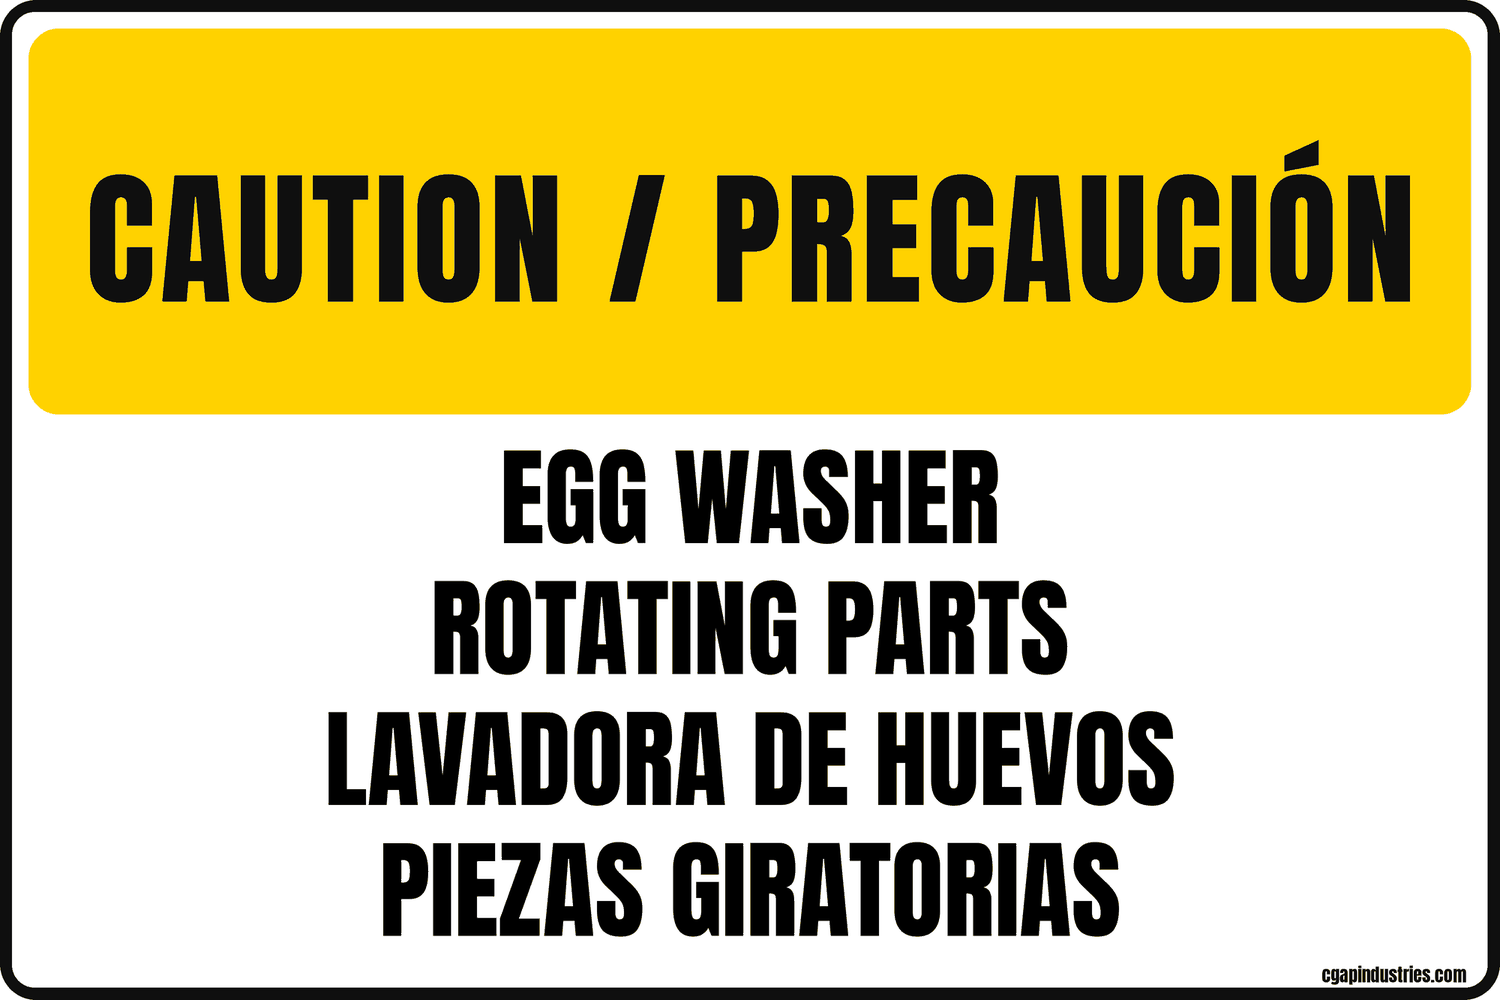 CAUTION / PRECAUCIÓN
EGG WASHER
ROTATING PARTS
LAVADORA DE HUEVOS
PIEZAS GIRATORIAS
cgapindustries.com